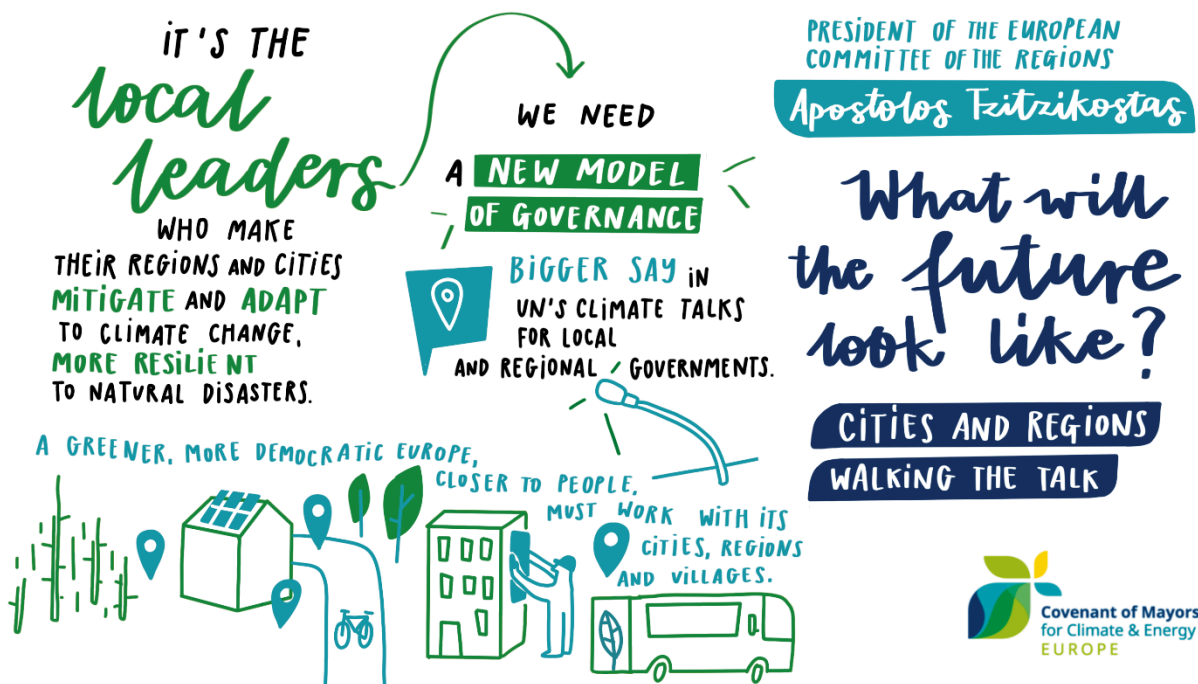 IT'S THE
local
leaders
WHO MAKE
THEIR REGIONS AND CITIES
MITIGATE AND ADAPT
TO CLIMATE CHANGE,
MORE RESILIENT
TO NATURAL DISASTERS.
WE NEED
A NEW MODEL
OF GOVERNANCE
BIGGER SAY IN
UN'S CLIMATE TALKS
FOR LOCAL
AND REGIONAL GOVERNMENTS.
A GREENER, MORE DEMOCRATIC EUROPE,
CLOSER TO PEOPLE,
MUST WORK WITH ITS
CITIES, REGIONS
AND VILLAGES.
PRESIDENT OF THE EUROPEAN
COMMITTEE OF THE REGIONS
Apostolos Tzitzikostas
What will
the future
look like?
CITIES AND REGIONS
WALKING THE TALK
Covenant of Mayors
for Climate & Energy
EUROPE